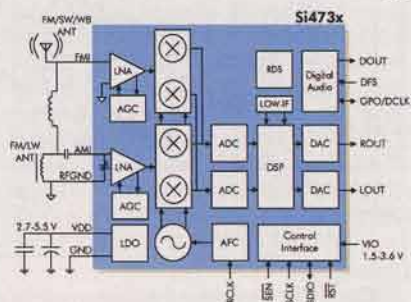 Si473x
FM/SW/WB
ANT
FMI
LNA
AGC
RDS
Digital
Audio
DOUT
DFS
GPO/DCLK
LOW-IF
FM/LW
ANT
AMI
RFGND
LNA
AGC
ADC
ADC
DSP
DAC
DAC
ROUT
LOUT
2.7-5.5 V
VDD
GND
LDO
AFC
Control
Interface
VIO
1.5-3.6 V
RCLK
SEN
SCLK
SDIO
RST